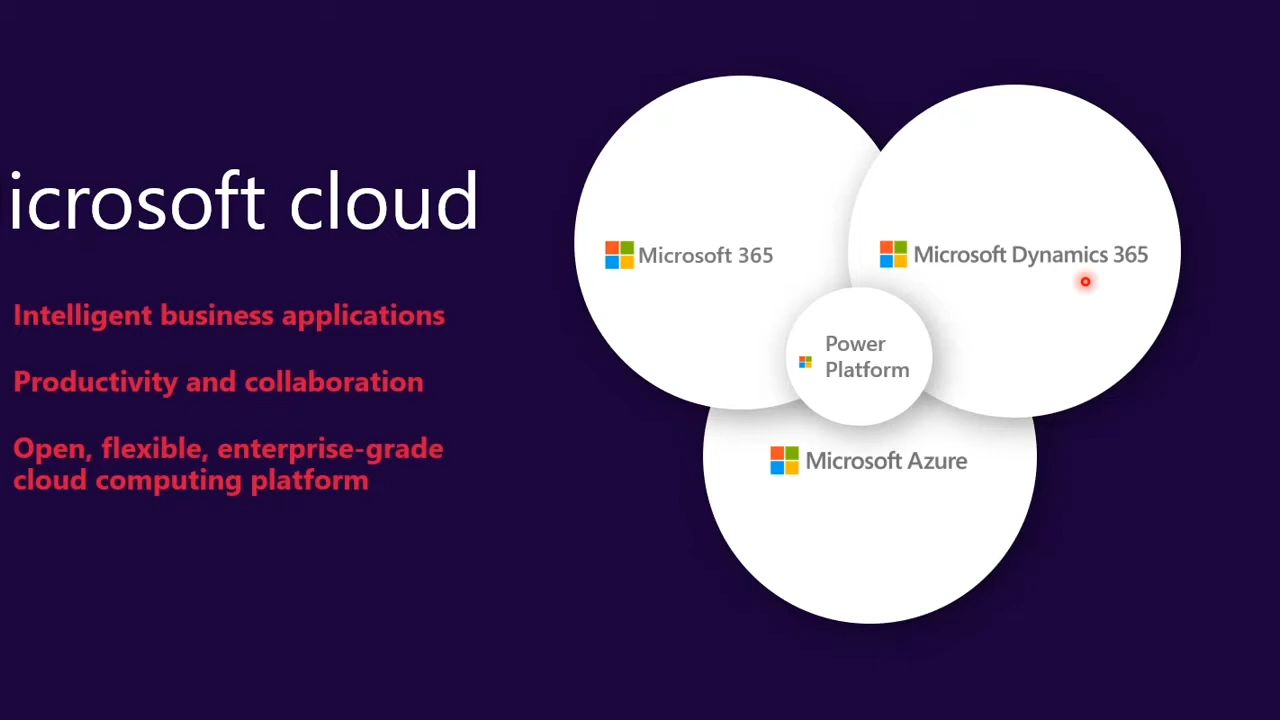 icrosoft cloud
Intelligent business applications
Productivity and collaboration
Open, flexible, enterprise-grade
cloud computing platform
Microsoft 365
Microsoft Dynamics 365
Power
Platform
Microsoft Azure